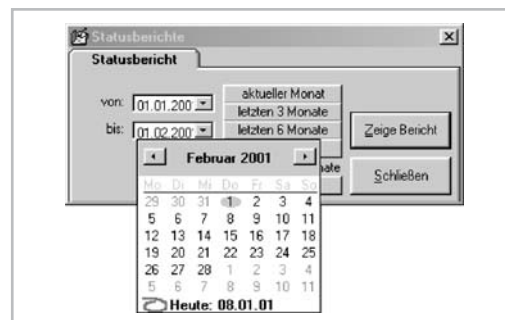 Statusberichte
Statusbericht
von: 01.01.200
aktueller Monat
letzten 3 Monate
bis: 01.02.200
letzten 6 Monate
Zeige Bericht
Februar 2001
Schließen
Mo Di Mi Do Fr Sa So
29 30 31 1 2 3 4
5 6 7 8 9 10 11
12 13 14 15 16 17 18
19 20 21 22 23 24 25
26 27 28 1 2 3 4
5 6 7 8 9 10 11
Heute: 08.01.01